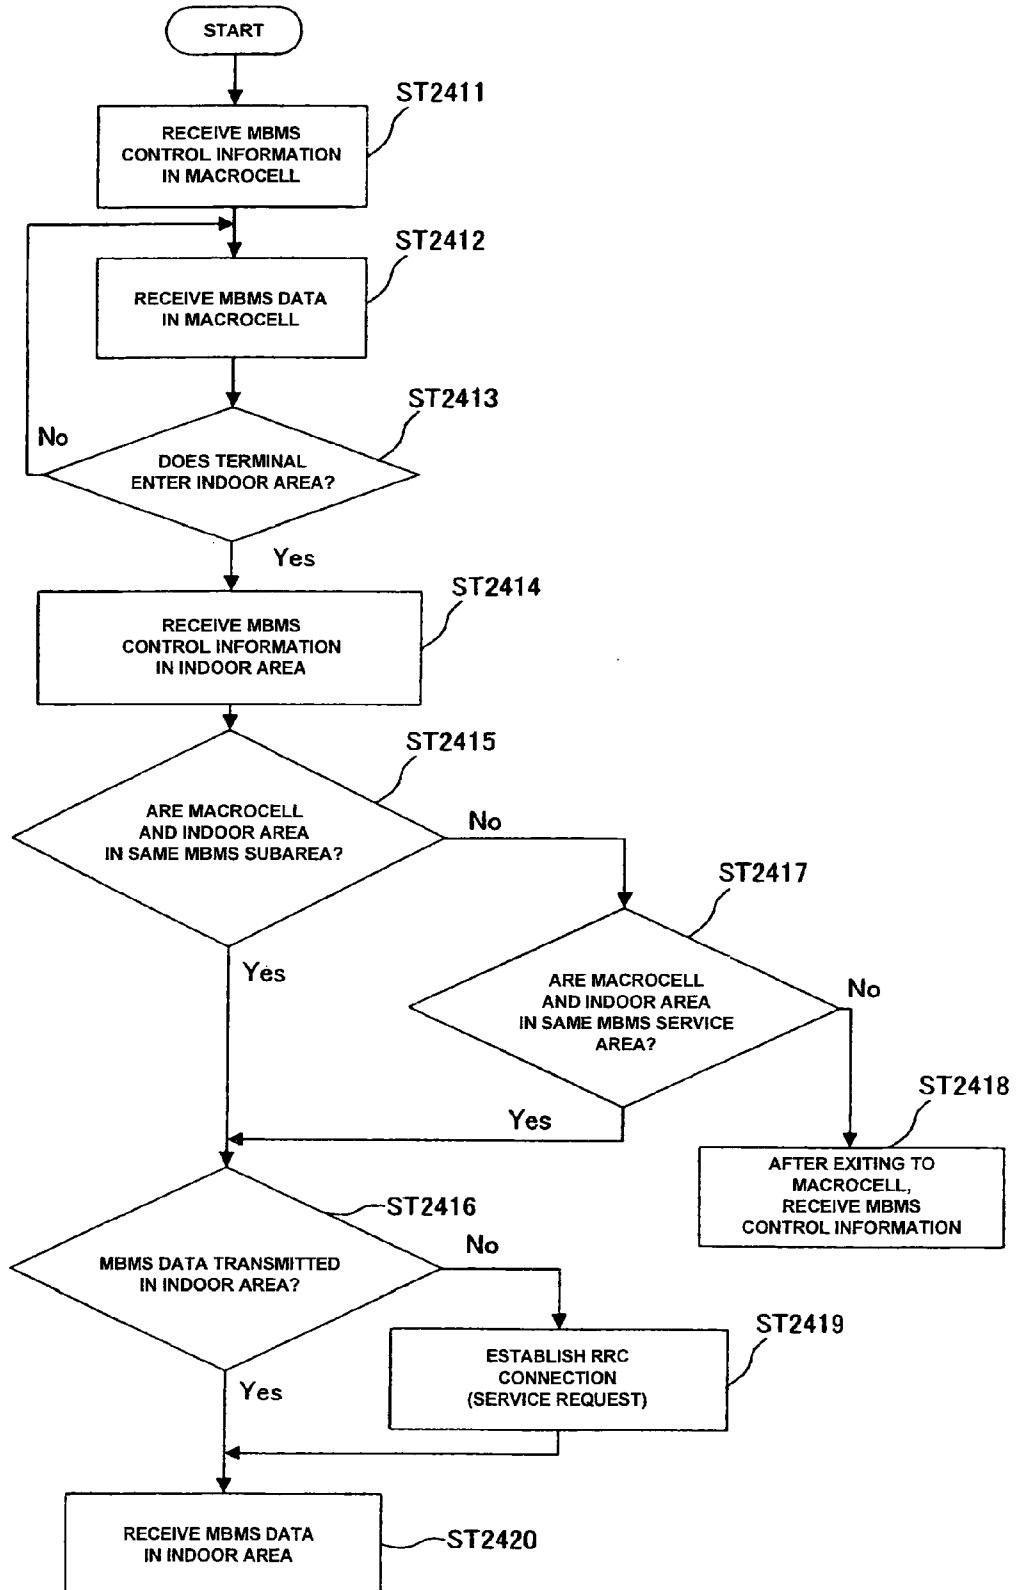 START
ST2411
RECEIVE MBMS
CONTROL INFORMATION
IN MACROCELL
ST2412
RECEIVE MBMS DATA
IN MACROCELL
ST2413
No
DOES TERMINAL
ENTER INDOOR AREA?
Yes
ST2414
RECEIVE MBMS
CONTROL INFORMATION
IN INDOOR AREA
ST2415
ARE MACROCELL
AND INDOOR AREA
IN SAME MBMS SUBAREA?
No
ST2417
Yes
ARE MACROCELL
AND INDOOR AREA
IN SAME MBMS SERVICE
AREA?
No
ST2418
Yes
AFTER EXITING TO
MACROCELL,
RECEIVE MBMS
CONTROL INFORMATION
ST2416
MBMS DATA TRANSMITTED
IN INDOOR AREA?
No
ST2419
ESTABLISH RRC
CONNECTION
(SERVICE REQUEST)
Yes
RECEIVE MBMS DATA
IN INDOOR AREA
ST2420